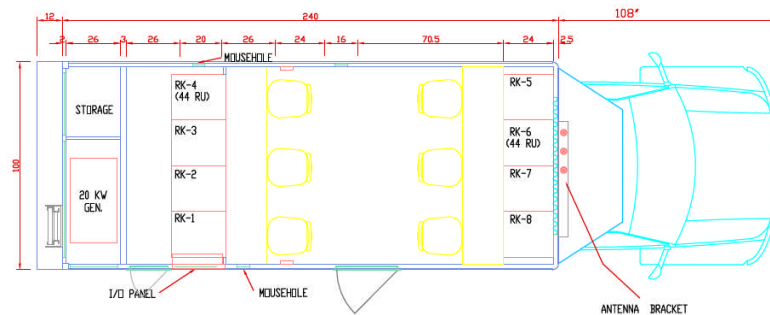 12
240
108"
2
26
3
26
20
26
24
16
70.5
24
2.5
MOUSEHOLE
100
STORAGE
20 KW
GEN.
RK-4
(44 RU)
RK-3
RK-2
RK-1
RK-5
RK-6
(44 RU)
RK-7
RK-8
I/O PANEL
MOUSEHOLE
ANTENNA BRACKET